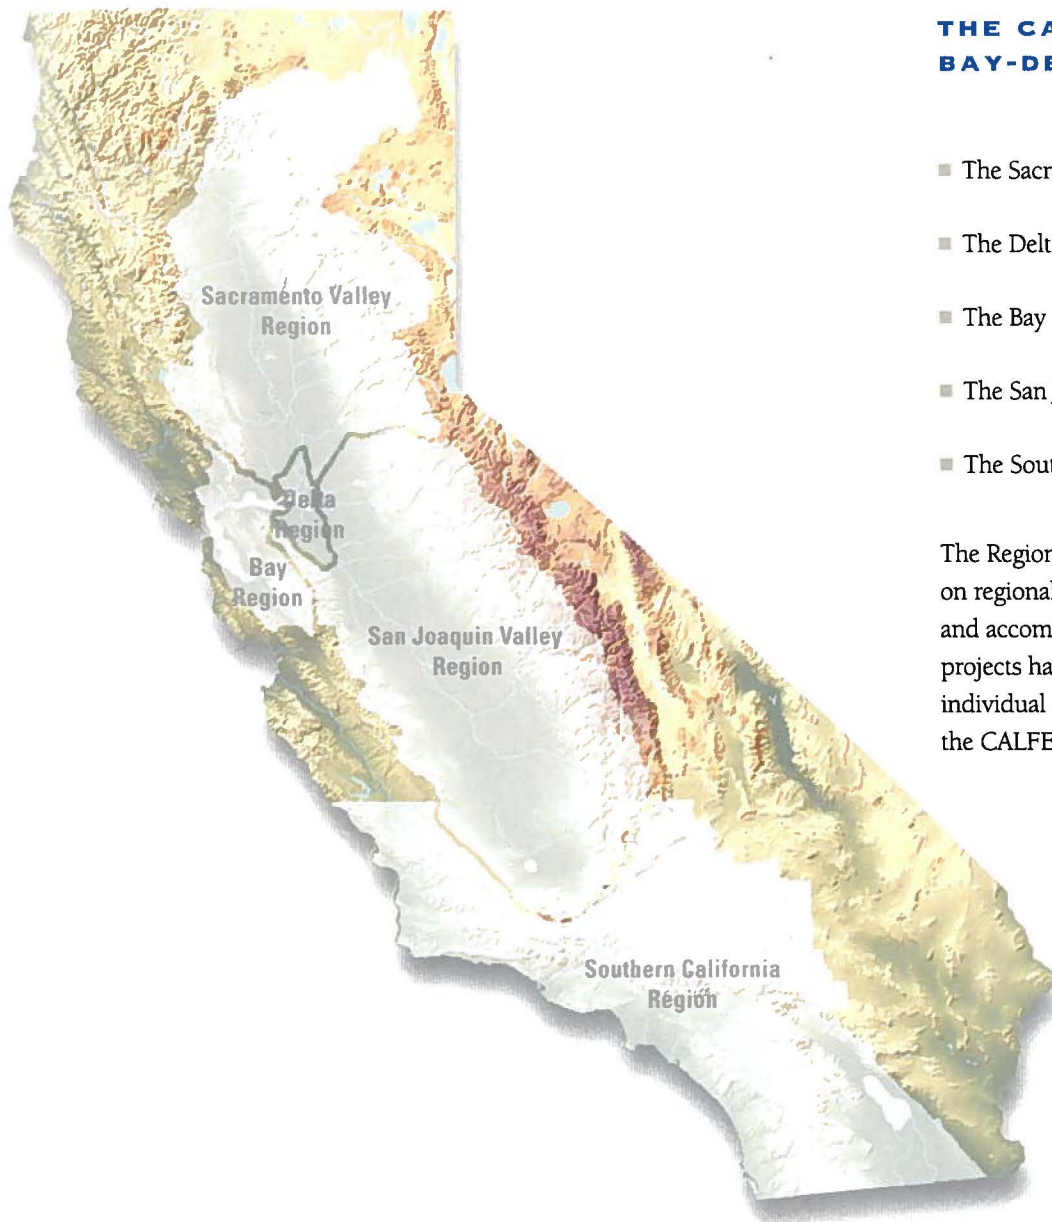 THE CA
BAY-DE
The Sacr
The Delt
The Bay
The San
The Sout
The Region
on regional
and accom
projects ha
individual
the CALFE
Sacramento Valley
Region
Delta
Region
Bay
Region
San Joaquin Valley
Region
Southern California
Region